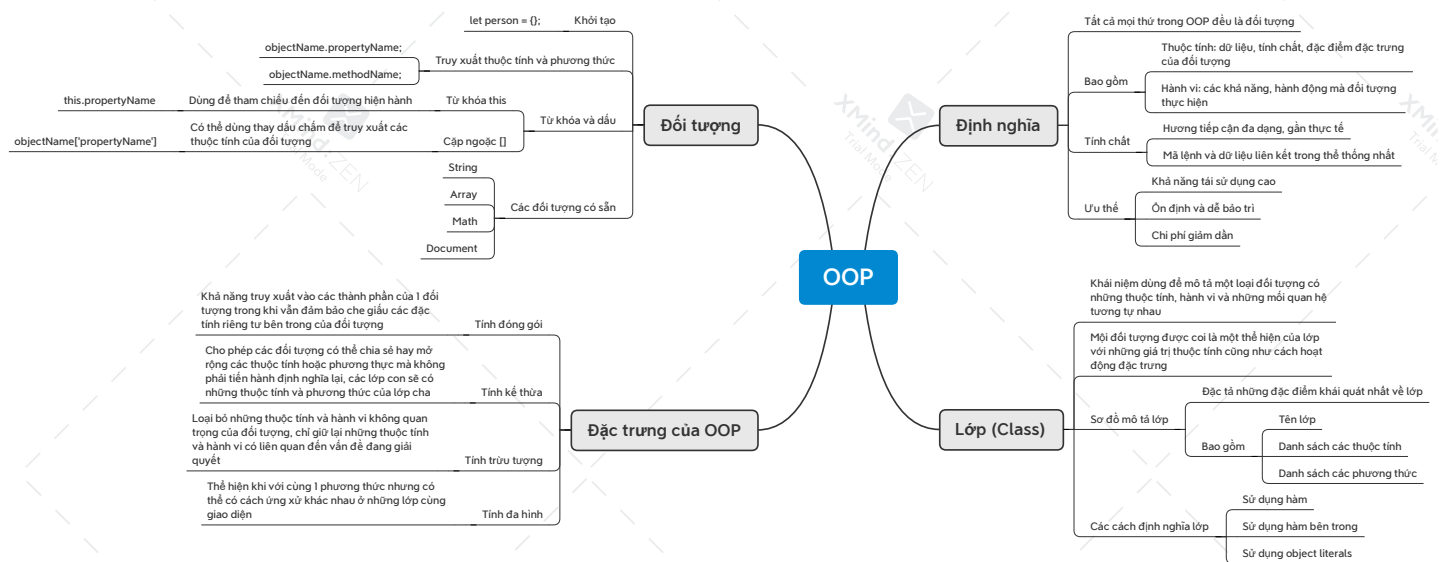 OOP
Định nghĩa
Tất cả mọi thứ trong OOP đều là đối tượng
Bao gồm
Thuộc tính: dữ liệu, tính chất, đặc điểm đặc trưng
của đối tượng
Hành vi: các khả năng, hành động mà đối tượng
thực hiện
Tính chất
Hướng tiếp cận đa dạng, gần thực tế
Mã lệnh và dữ liệu liên kết trong thể thống nhất
Ưu thế
Khả năng tái sử dụng cao
Ổn định và dễ bảo trì
Chi phí giảm dần
Lớp (Class)
Khái niệm dùng để mô tả một loại đối tượng có
những thuộc tính, hành vi và những mối quan hệ
tương tự nhau
Mội đối tượng được coi là một thể hiện của lớp
với những giá trị thuộc tính cũng như cách hoạt
động đặc trưng
Sơ đồ mô tả lớp
Đặc tả những đặc điểm khái quát nhất về lớp
Bao gồm
Tên lớp
Danh sách các thuộc tính
Danh sách các phương thức
Các cách định nghĩa lớp
Sử dụng hàm
Sử dụng hàm bên trong
Sử dụng object literals
Đối tượng
Khởi tạo
let person = {};
Truy xuất thuộc tính và phương thức
objectName.propertyName;
objectName.methodName;
Từ khóa và dấu
Từ khóa this
Dùng để tham chiếu đến đối tượng hiện hành
this.propertyName
Cặp ngoặc []
Có thể dùng thay dấu chấm để truy xuất các
thuộc tính của đối tượng
objectName['propertyName']
Các đối tượng có sẵn
String
Array
Math
Document
Đặc trưng của OOP
Tính đóng gói
Khả năng truy xuất vào các thành phần của 1 đối
tượng trong khi vẫn đảm bảo che giấu các đặc
tính riêng tư bên trong của đối tượng
Tính kế thừa
Cho phép các đối tượng có thể chia sẻ hay mở
rộng các thuộc tính hoặc phương thực mà không
phải tiến hành định nghĩa lại, các lớp con sẽ có
những thuộc tính và phương thức của lớp cha
Tính trừu tượng
Loại bỏ những thuộc tính và hành vi không quan
trọng của đối tượng, chỉ giữ lại những thuộc tính
và hành vi có liên quan đến vấn đề đang giải
quyết
Tính đa hình
Thể hiện khi với cùng 1 phương thức nhưng có
thể có cách ứng xử khác nhau ở những lớp cùng
giao diện
XMind:ZEN
Trial Mode
XMind:ZEN
Trial Mode